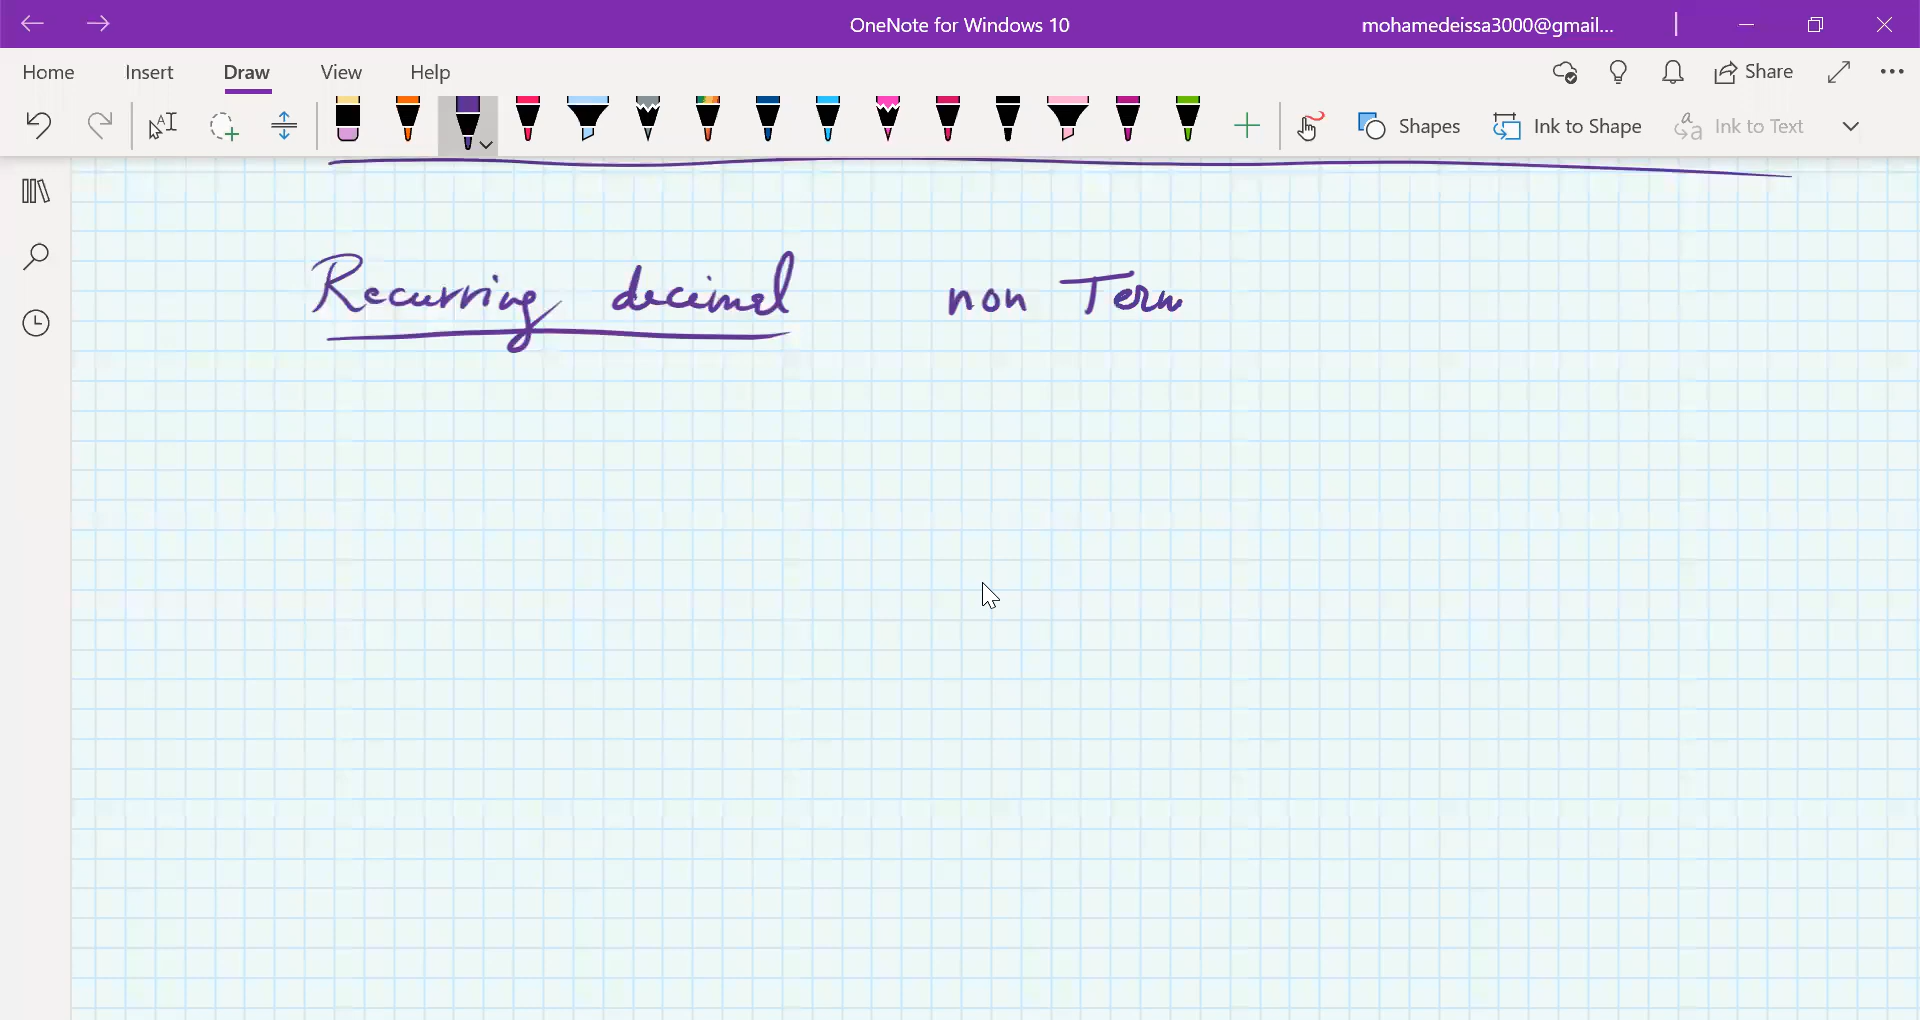 OneNote for Windows 10
mohamedeissa3000@gmail...
Home Insert Draw View Help
Share
Shapes Ink to Shape Ink to Text
Recurring decimal non Term